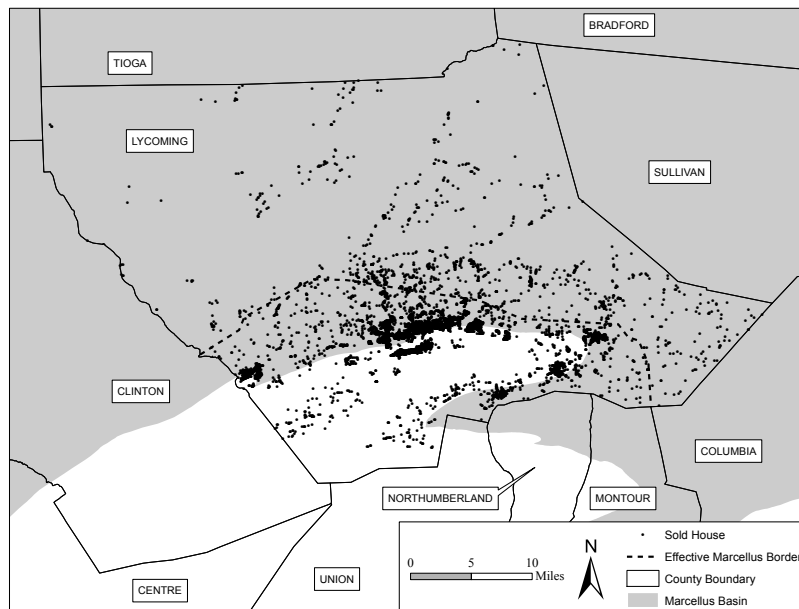 BRADFORD
TIOGA
LYCOMING
SULLIVAN
CLINTON
COLUMBIA
NORTHUMBERLAND
MONTOUR
CENTRE
UNION
0 5 10
Miles
N
Sold House
Effective Marcellus Border
County Boundary
Marcellus Basin